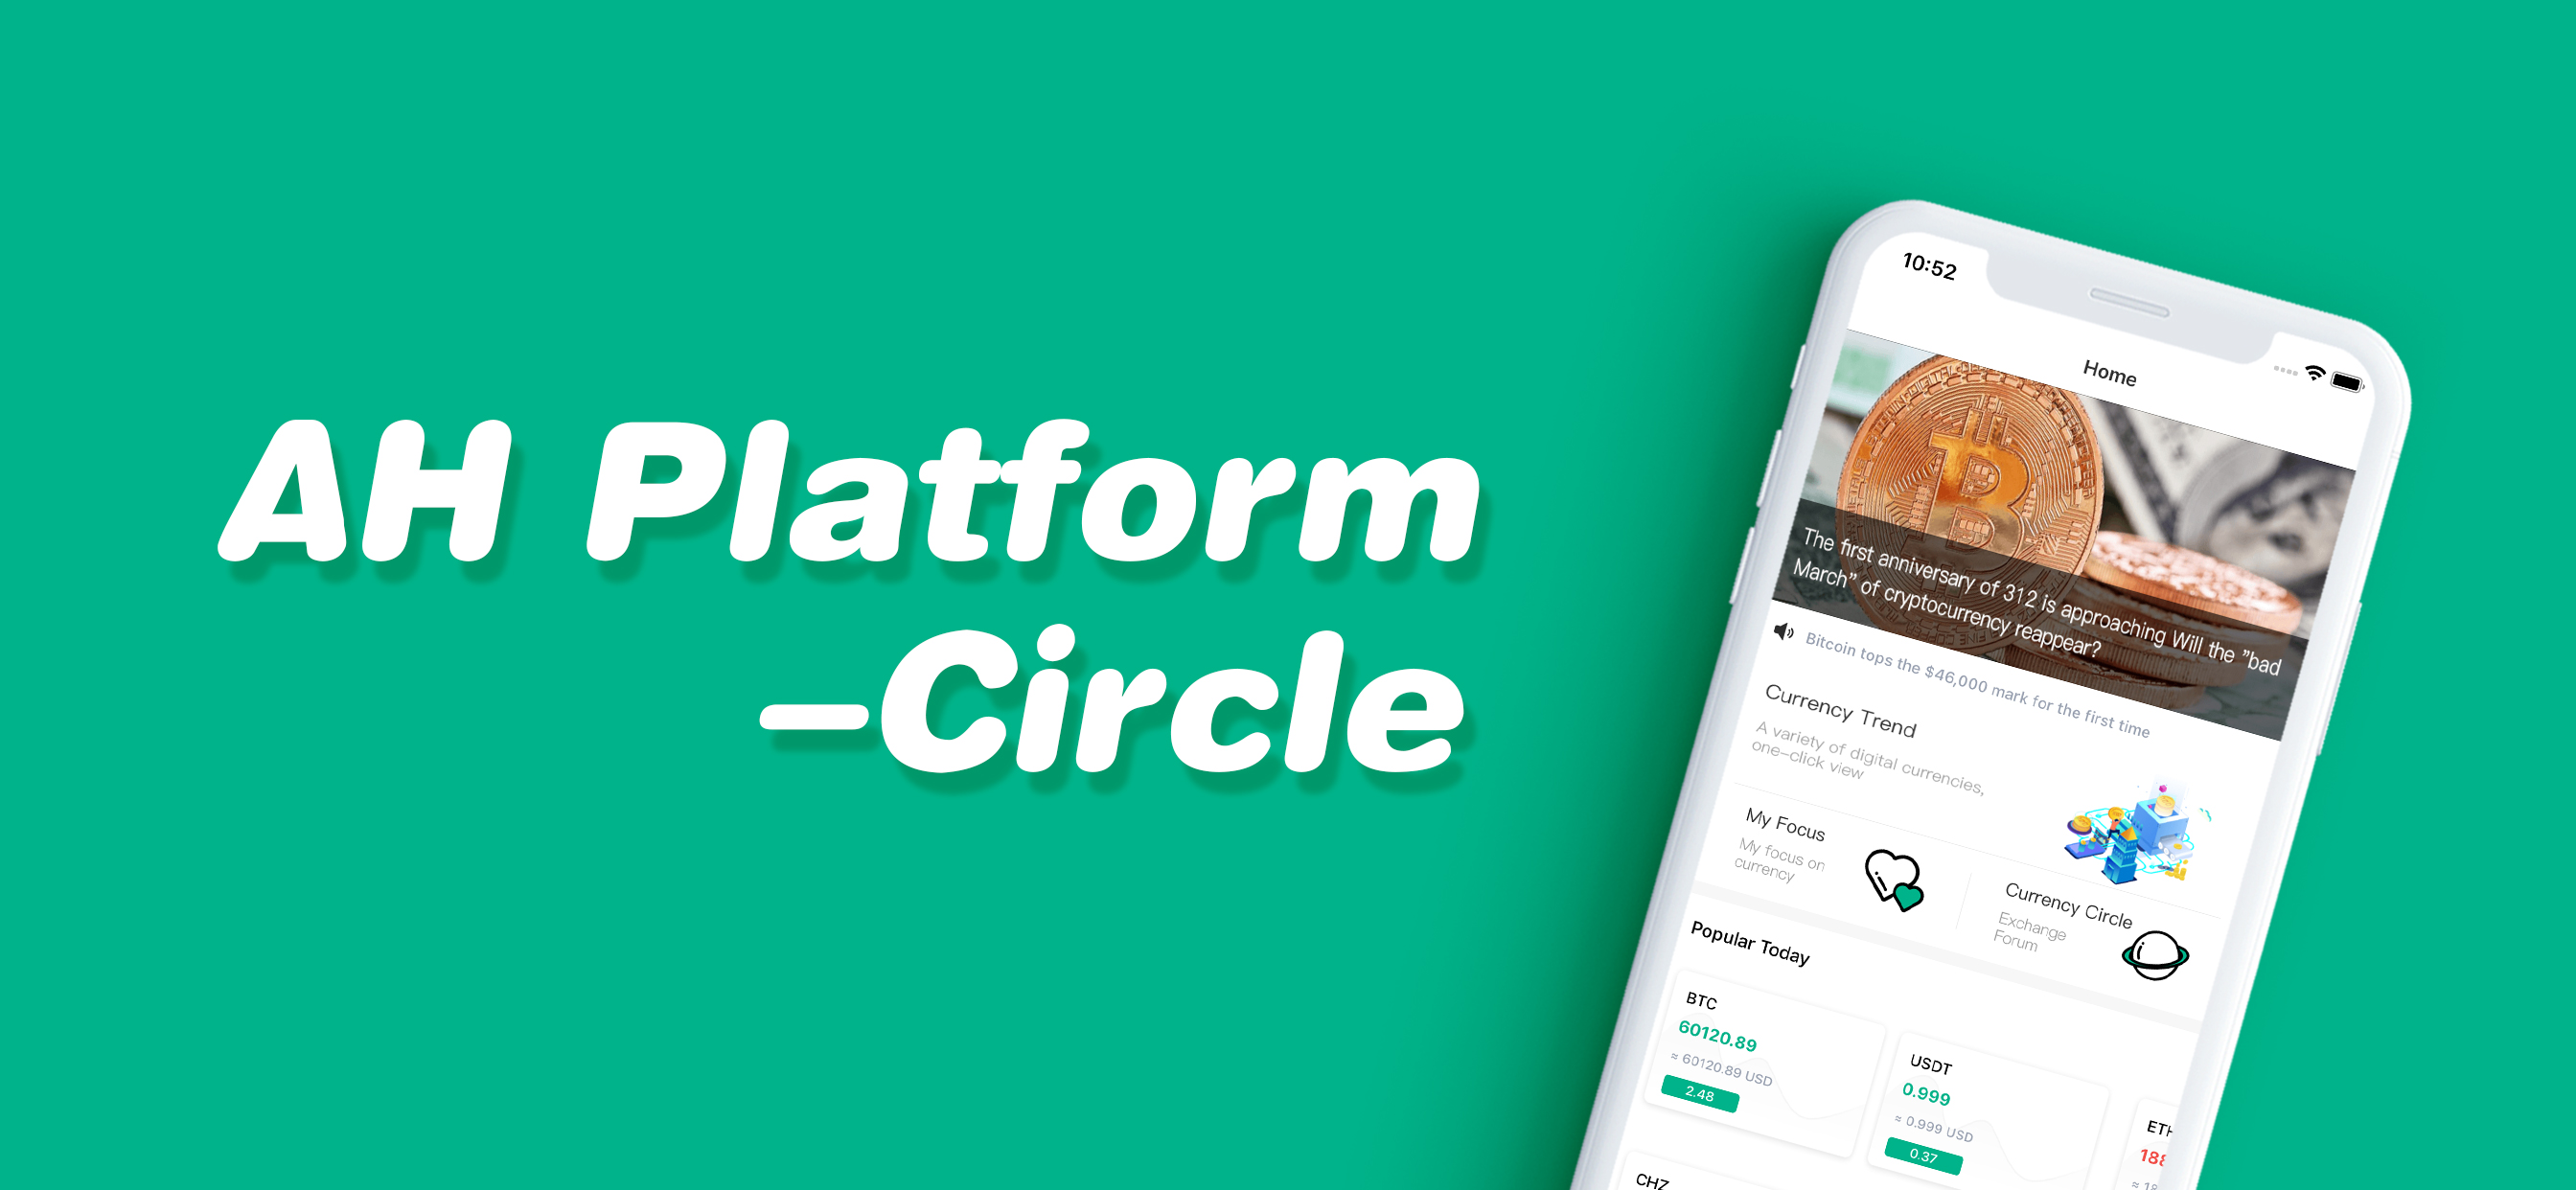 AH Platform
-Circle
10:52
Home
The first anniversary of 312 is approaching Will the "bad
March" of cryptocurrency reappear?
Bitcoin tops the $46,000 mark for the first time
Currency Trend
A variety of digital currencies,
one-click view
My Focus
My focus on
currency
Currency Circle
Exchange
Forum
Popular Today
BTC
60120.89
≈ 60120.89 USD
2.48
USDT
0.999
≈ 0.999 USD
0.37
CHZ